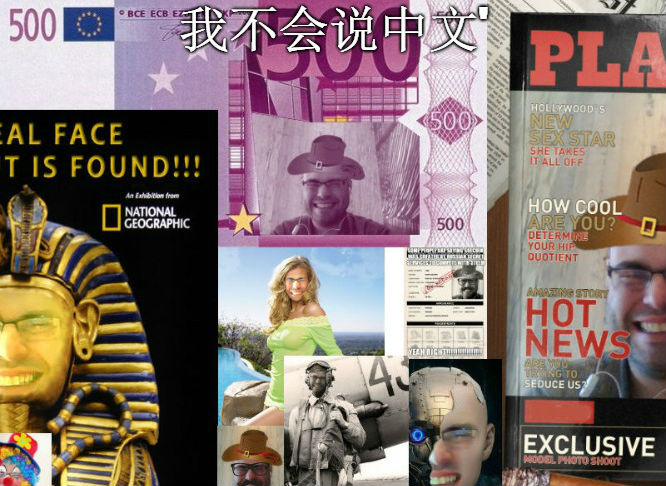 我不会说中文'
500
© BCE ECB
500
500
500
EAL FACE
T IS FOUND!!!
An Exhibition from
NATIONAL
GEOGRAPHIC
PLA
HOLLYWOOD'S
NEW
SEX STAR
SHE TAKES
IT ALL OFF
HOW COOL
ARE YOU?
DETERMINE
YOUR HIP
QUOTIENT
AMAZING STORY
HOT
NEWS
ARE YOU
TRYING TO
SEDUCE US?
EXCLUSIVE
MODEL PHOTO SHOOT
YEAH RIGHT!!!